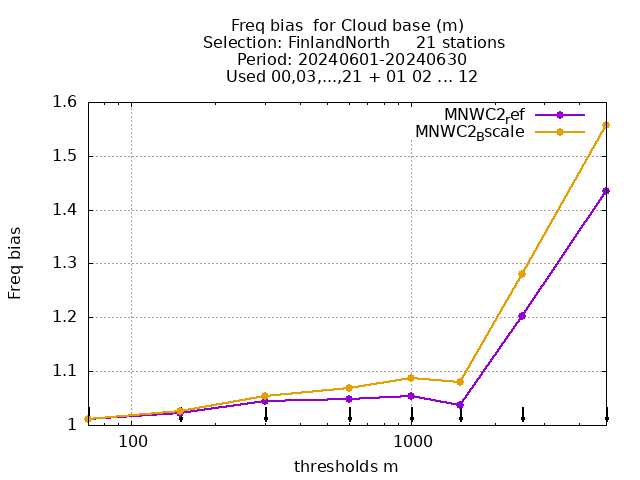 Freq bias  for Cloud base (m)
Selection: FinlandNorth     21 stations
Period: 20240601-20240630
Used 00,03,...,21 + 01 02 ... 12
MNWC2ref
MNWC2Bscale
1.6
1.5
1.4
1.3
1.2
1.1
1
Freq bias
100 1000
thresholds m